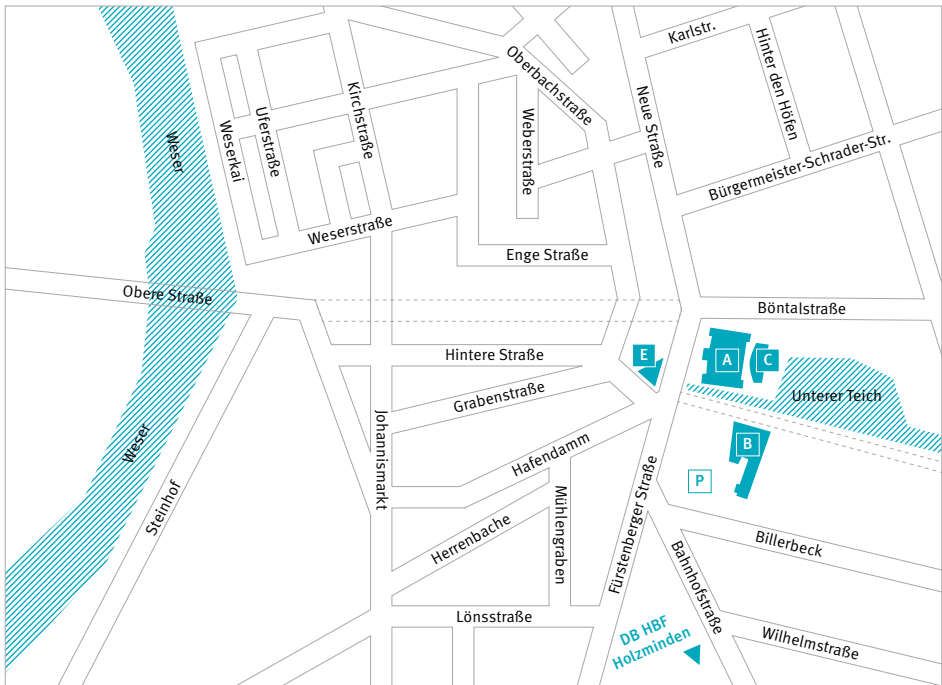 Karlstr.
Hinter den Höfen
Oberbachstraße
Kirchstraße
Neue Straße
Uferstraße
Weserkai
Weser
Weberstraße
Bürgermeister-Schrader-Str.
Weserstraße
Enge Straße
Obere Straße
Böntalstraße
Hintere Straße
E
A
C
Grabenstraße
Unterer Teich
Johannismarkt
Weser
Hafendamm
B
P
Steinhof
Herrenbache
Mühlengraben
Fürstenberger Straße
Billerbeck
Bahnhofstraße
Lönsstraße
DB HBF
Holzminden
Wilhelmstraße